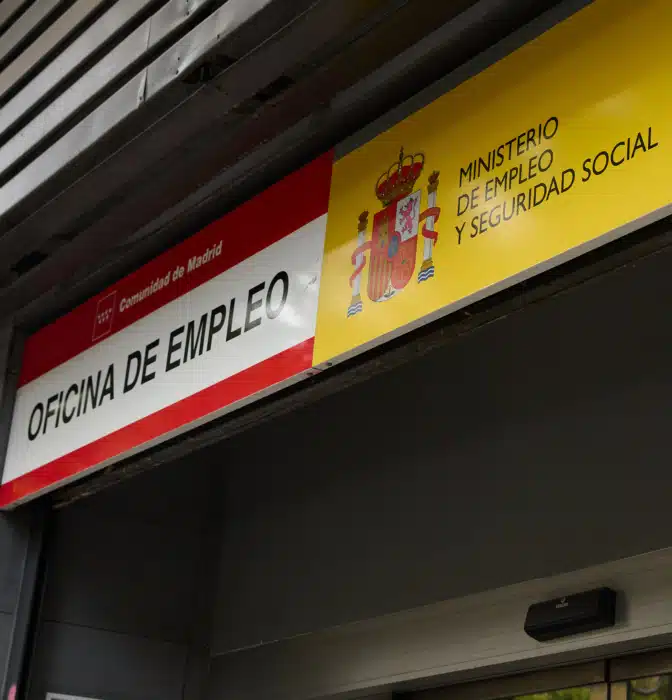 Comunidad de Madrid
OFICINA DE EMPLEO
MINISTERIO
DE EMPLEO
Y SEGURIDAD SOCIAL